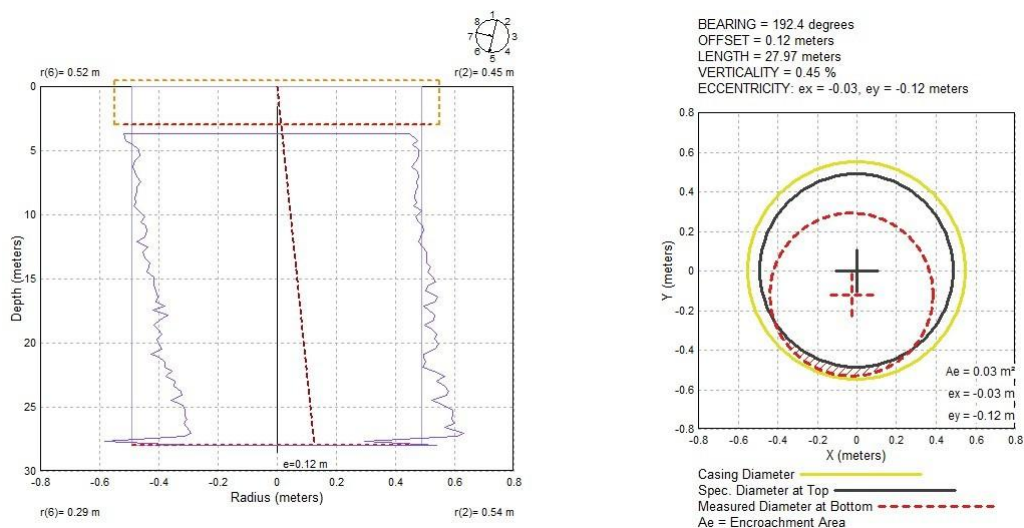 1
8 2
7 3
6 4
5
r(6): 0.52 m
r(2): 0.45 m
0
5
10
15
20
25
30
Depth (meters)
e=0.12 m
-0.8 -0.6 -0.4 -0.2 0.0 0.2 0.4 0.6 0.8
Radius (meters)
r(6): 0.29 m
r(2): 0.54 m
BEARING = 192.4 degrees
OFFSET = 0.12 meters
LENGTH = 27.97 meters
VERTICALITY = 0.45 %
ECCENTRICITY: ex = -0.03, ey = -0.12 meters
0.8
0.6
0.4
0.2
0
-0.2
-0.4
-0.6
-0.8
Y (meters)
Ae = 0.03 m²
ex = -0.03 m
ey = -0.12 m
-0.8 -0.6 -0.4 -0.2 0 0.2 0.4 0.6 0.8
X (meters)
Casing Diameter
Spec. Diameter at Top
Measured Diameter at Bottom
Ae = Encroachment Area